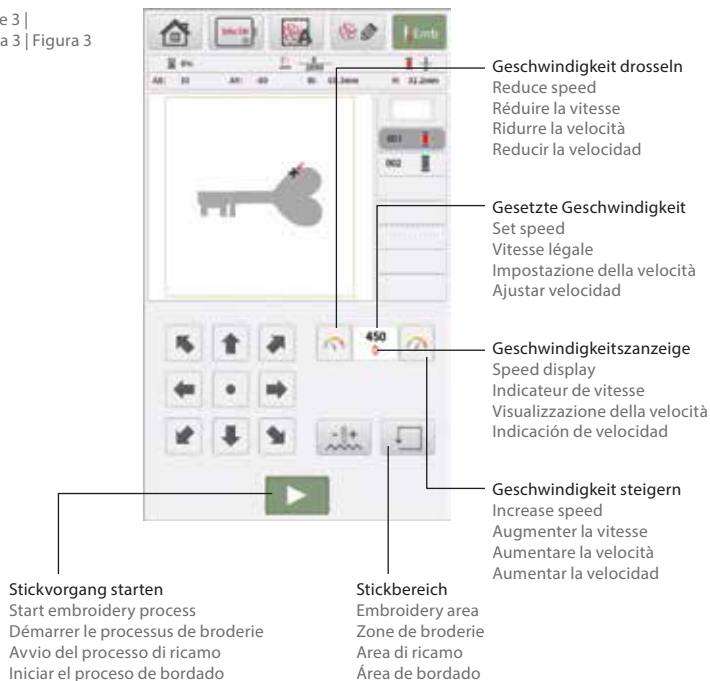 e 3 |
a 3 | Figura 3
Emb
0%
001
002
450
Geschwindigkeit drosseln
Reduce speed
Réduire la vitesse
Ridurre la velocità
Reducir la velocidad
Gesetzte Geschwindigkeit
Set speed
Vitesse légale
Impostazione della velocità
Ajustar velocidad
Geschwindigkeitszanzeige
Speed display
Indicateur de vitesse
Visualizzazione della velocità
Indicación de velocidad
Geschwindigkeit steigern
Increase speed
Augmenter la vitesse
Aumentare la velocità
Aumentar la velocidad
Stickvorgang starten
Start embroidery process
Démarrer le processus de broderie
Avvio del processo di ricamo
Iniciar el proceso de bordado
Stickbereich
Embroidery area
Zone de broderie
Area di ricamo
Área de bordado